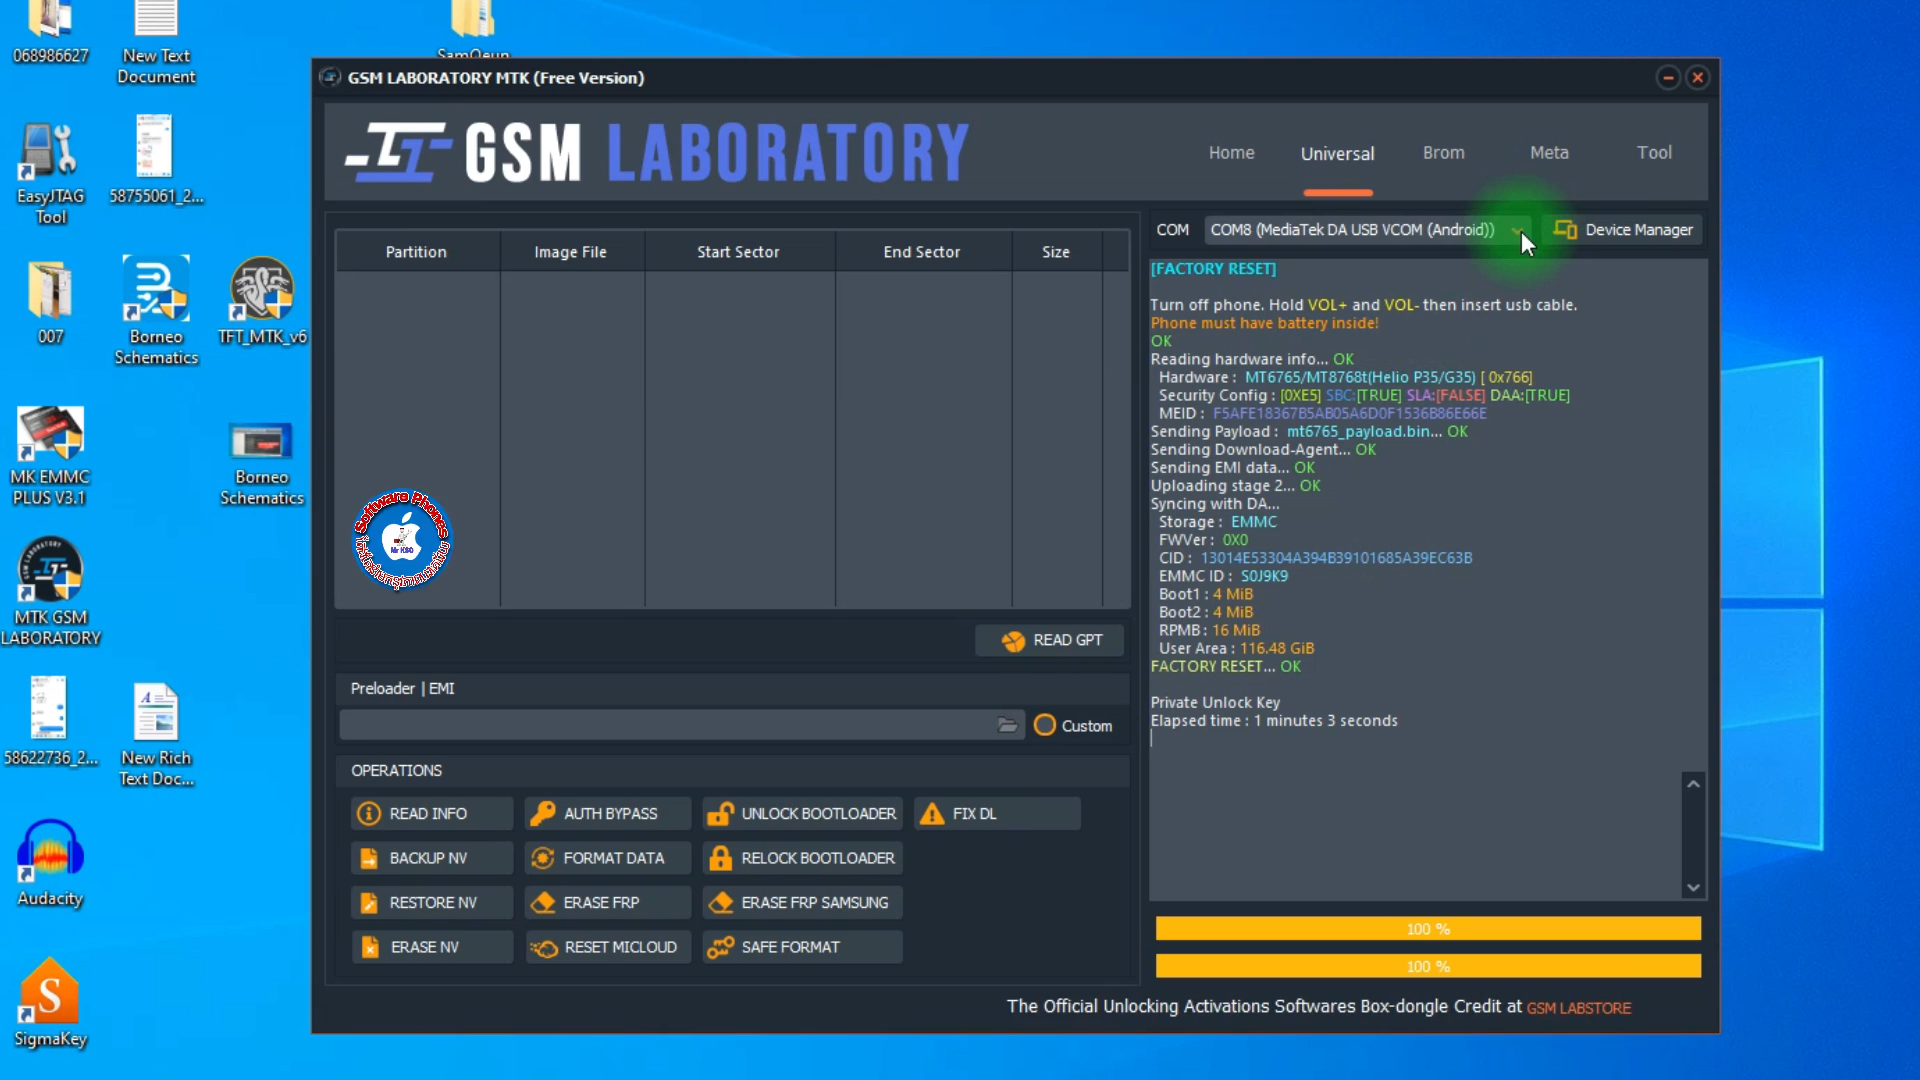 068986627
New Text
Document
EasyJTAG
Tool
58755061_2...
007
Borneo
Schematics
TFT_MTK_v6
MK EMMC
PLUS V3.1
Borneo
Schematics
MTK GSM
LABORATORY
58622736_2...
New Rich
Text Doc...
Audacity
SigmaKey
GSM LABORATORY MTK (Free Version)
GSM LABORATORY
Home
Universal
Brom
Meta
Tool
Partition
Image File
Start Sector
End Sector
Size
Software Phones
Mr KSO
READ GPT
Preloader | EMI
Custom
OPERATIONS
READ INFO
AUTH BYPASS
UNLOCK BOOTLOADER
FIX DL
BACKUP NV
FORMAT DATA
RELOCK BOOTLOADER
RESTORE NV
ERASE FRP
ERASE FRP SAMSUNG
ERASE NV
RESET MICLOUD
SAFE FORMAT
COM
COM8 (MediaTek DA USB VCOM (Android))
Device Manager
[FACTORY RESET]
Turn off phone. Hold VOL+ and VOL- then insert usb cable.
Phone must have battery inside!
OK
Reading hardware info... OK
Hardware : MT6765/MT8768t(Helio P35/G35) [ 0x766]
Security Config : [0XE5] SBC:[TRUE] SLA:[FALSE] DAA:[TRUE]
MEID : F5AFE18367B5AB05A6D0F1536B86E66E
Sending Payload : mt6765_payload.bin... OK
Sending Download-Agent... OK
Sending EMI data... OK
Uploading stage 2... OK
Syncing with DA...
Storage : EMMC
FWVer : 0X0
CID : 13014E53304A394B39101685A39EC63B
EMMC ID : S0J9K9
Boot1 : 4 MiB
Boot2 : 4 MiB
RPMB : 16 MiB
User Area : 116.48 GiB
FACTORY RESET... OK
Private Unlock Key
Elapsed time : 1 minutes 3 seconds
100 %
100 %
The Official Unlocking Activations Softwares Box-dongle Credit at GSM LABSTORE